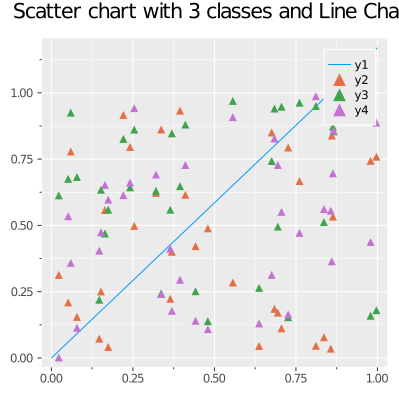 Scatter chart with 3 classes and Line Cha
y1
y2
y3
y4
1.00
0.75
0.50
0.25
0.00
0.00 0.25 0.50 0.75 1.00